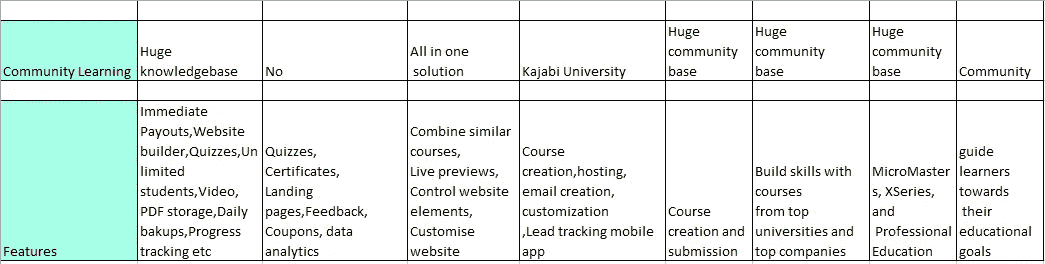 Community Learning
Huge
knowledgebase
No
All in one
solution
Kajabi University
Huge
community
base
Huge
community
base
Huge
community
base
Community
Features
Immediate
Payouts,Website
builder,Quizzes,Un
limited
students,Video,
PDF storage,Daily
bakups,Progress
tracking etc
Quizzes,
Certificates,
Landing
pages,Feedback,
Coupons, data
analytics
Combine similar
courses,
Live previews,
Control website
elements,
Customise
website
Course
creation,hosting,
email creation,
customization
,Lead tracking mobile
app
Course
creation and
submission
Build skills with
courses
from top
universities and
top companies
MicroMaster
s, XSeries,
and
Professional
Education
guide
learners
towards
their
educational
goals